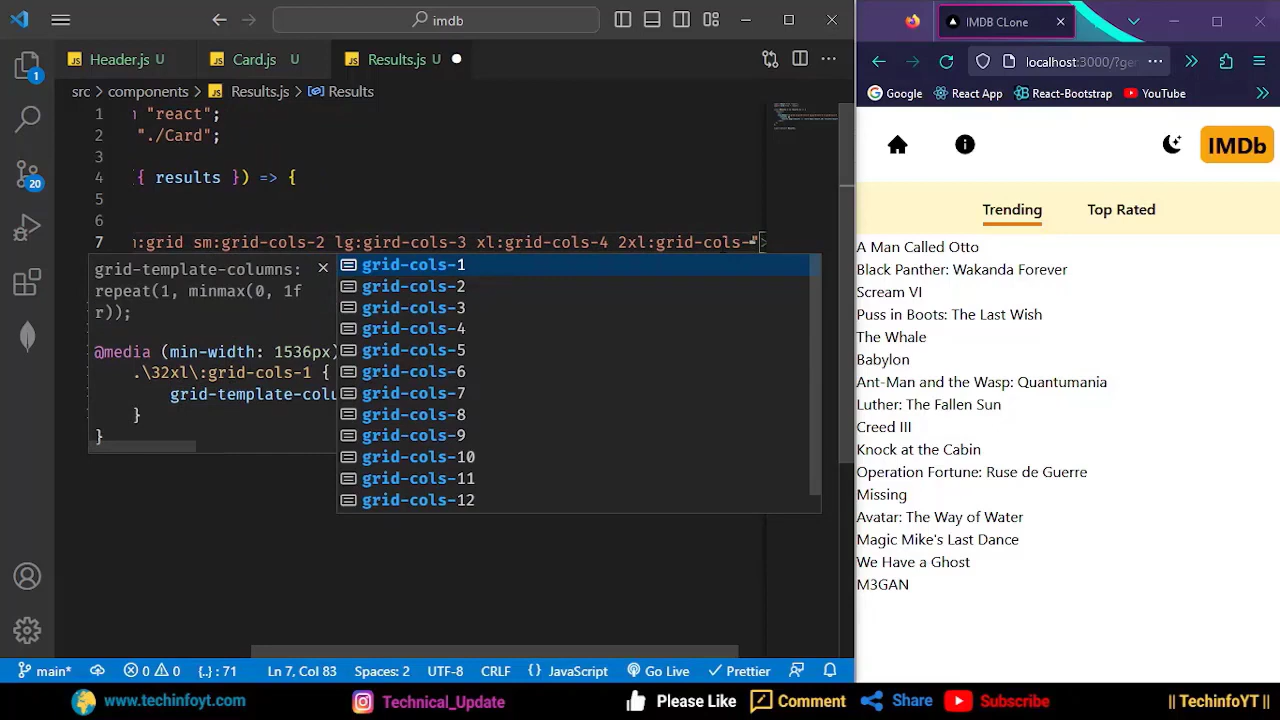 imdb
Header.js U
Card.js U
Results.js U
src > components > Results.js > Results
1 "react";
2 "./Card";
3
4 { results }) => {
5
6
7 :grid sm:grid-cols-2 lg:gird-cols-3 xl:grid-cols-4 2xl:grid-cols-">
grid-template-columns:
repeat(1, minmax(0, 1f
r));
@media (min-width: 1536px)
.\32xl\:grid-cols-1 {
grid-template-colu
}
}
grid-cols-1
grid-cols-2
grid-cols-3
grid-cols-4
grid-cols-5
grid-cols-6
grid-cols-7
grid-cols-8
grid-cols-9
grid-cols-10
grid-cols-11
grid-cols-12
1
20
main* 0 0 {..} : 71 Ln 7, Col 83 Spaces: 2 UTF-8 CRLF {} JavaScript Go Live Prettier
IMDB CLone
localhost:3000/?ger
Google React App React-Bootstrap YouTube
IMDb
Trending Top Rated
A Man Called Otto
Black Panther: Wakanda Forever
Scream VI
Puss in Boots: The Last Wish
The Whale
Babylon
Ant-Man and the Wasp: Quantumania
Luther: The Fallen Sun
Creed III
Knock at the Cabin
Operation Fortune: Ruse de Guerre
Missing
Avatar: The Way of Water
Magic Mike's Last Dance
We Have a Ghost
M3GAN
www.techinfoyt.com Technical_Update Please Like Comment Share Subscribe || TechinfoYT ||